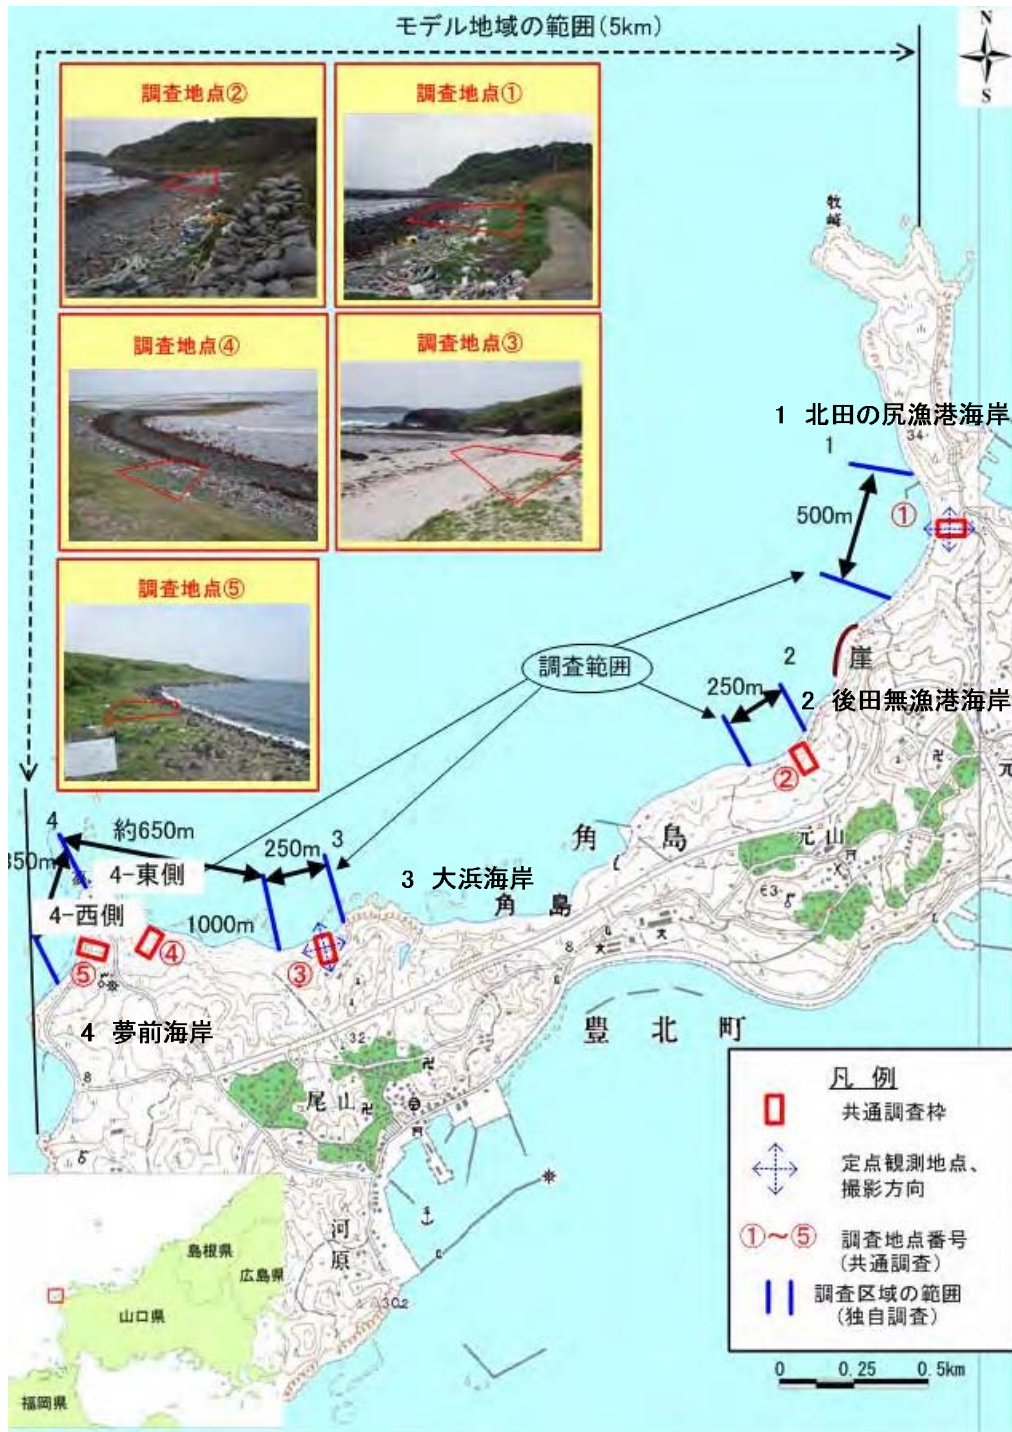 モデル地域の範囲(5km)
N
S
調査地点②
調査地点①
調査地点④
調査地点③
調査地点⑤
牧崎
1 北田の尻漁港海岸
34
1
500m
①
調査範囲
崖
2
250m
2 後田無漁港海岸
②
元
元山
角島
4
約650m
350m
4-東側
250m
3
3 大浜海岸
角島
4-西側
1000m
8
③
④
⑤
4 夢前海岸
豊北町
32
8
尾山
河原
302
凡 例
共通調査枠
定点観測地点、
撮影方向
①~⑤
調査地点番号
(共通調査)
調査区域の範囲
(独自調査)
0 0.25 0.5km
島根県
広島県
山口県
福岡県